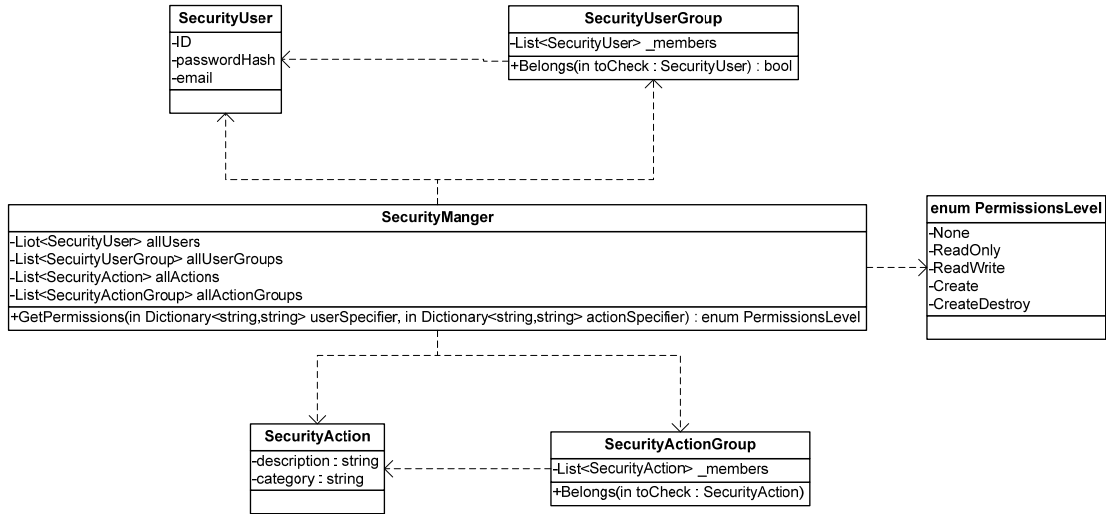 SecurityUser
-ID
-passwordHash
-email
SecurityUserGroup
-List<SecurityUser> _members
+Belongs(in toCheck : SecurityUser) : bool
SecurityManger
-Liot<SecurityUser> allUsers
-List<SecuirtyUserGroup> allUserGroups
-List<SecurityAction> allActions
-List<SecurityActionGroup> allActionGroups
+GetPermissions(in Dictionary<string,string> userSpecifier, in Dictionary<string,string> actionSpecifier) : enum PermissionsLevel
enum PermissionsLevel
-None
-ReadOnly
-ReadWrite
-Create
-CreateDestroy
SecurityAction
-description : string
-category : string
SecurityActionGroup
-List<SecurityAction> _members
+Belongs(in toCheck : SecurityAction)